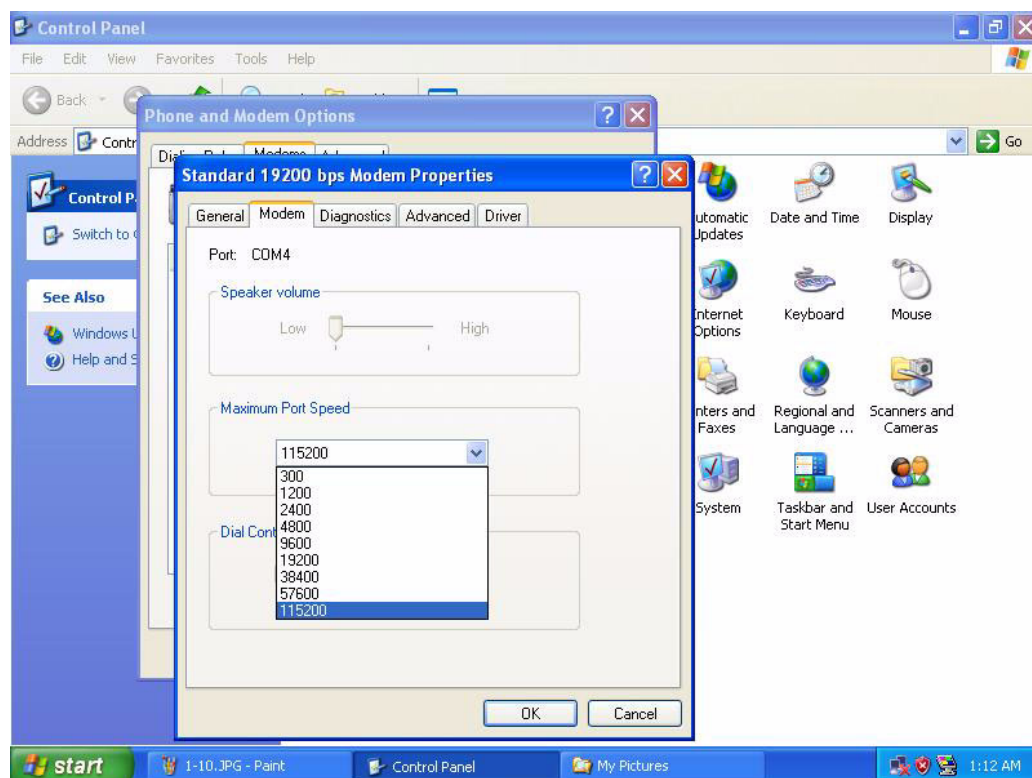 Control Panel
File Edit View Favorites Tools Help
Back
Address Contr Go
Phone and Modem Options
Modems
Standard 19200 bps Modem Properties
General Modem Diagnostics Advanced Driver
Port: COM4
Speaker volume
Low High
Maximum Port Speed
115200
300
1200
2400
4800
9600
19200
38400
57600
115200
Dial Cont
OK Cancel
Control P
Switch to
See Also
Windows U
Help and S
utomatic
Updates
Date and Time
Display
nternet
Options
Keyboard
Mouse
nters and
Faxes
Regional and
Language ...
Scanners and
Cameras
System
Taskbar and
Start Menu
User Accounts
start 1-10.JPG - Paint Control Panel My Pictures 1:12 AM